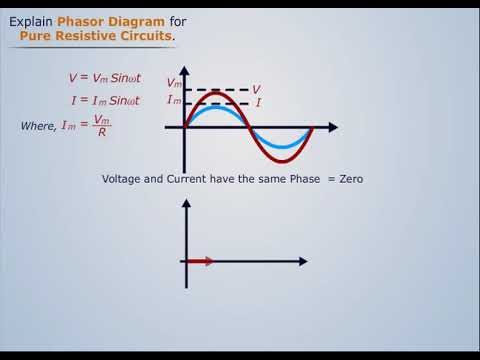 Explain Phasor Diagram for
Pure Resistive Circuits.
V = Vm Sinωt
I = Im Sinωt
Where, Im = Vm/R
Vm
Im
V
I
Voltage and Current have the same Phase = Zero